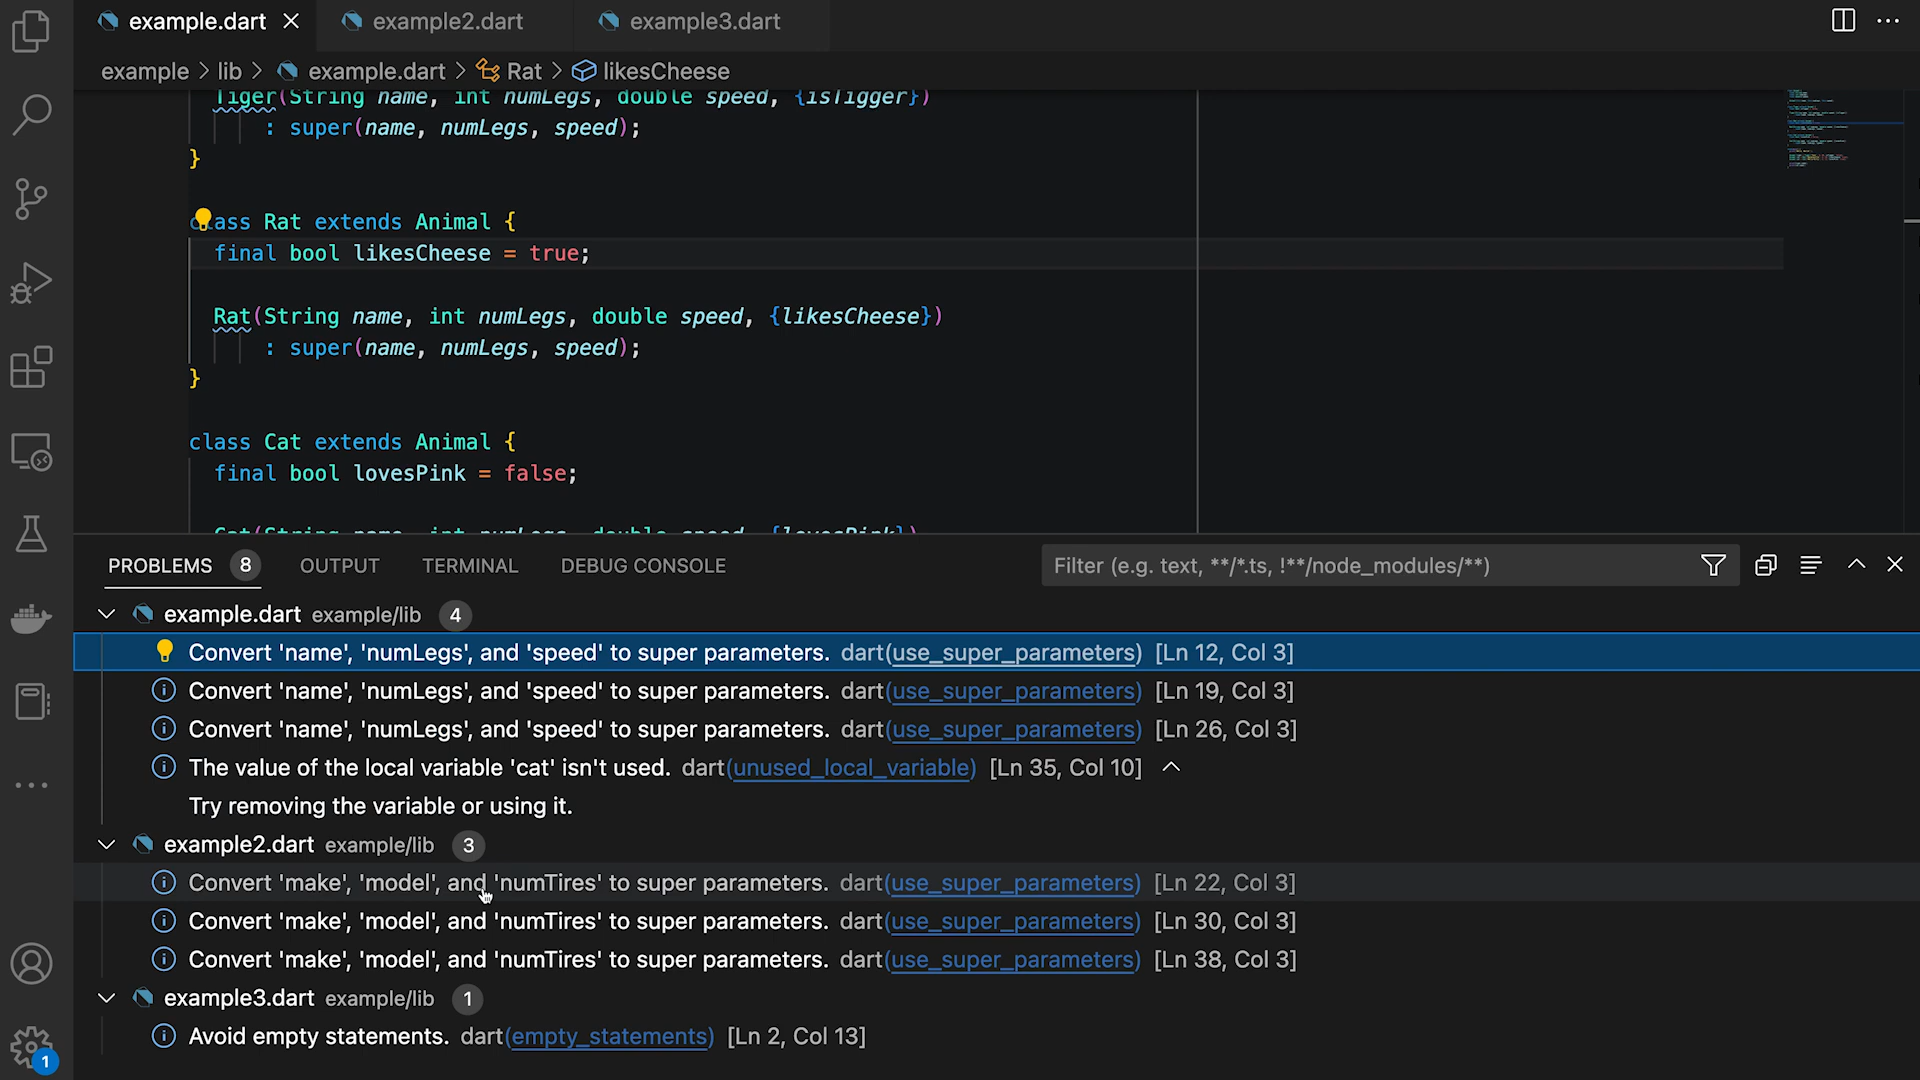 example.dart
example2.dart
example3.dart
example > lib > example.dart > Rat > likesCheese
Tiger(String name, int numLegs, double speed, {isTigger})
: super(name, numLegs, speed);
}
class Rat extends Animal {
final bool likesCheese = true;
Rat(String name, int numLegs, double speed, {likesCheese})
: super(name, numLegs, speed);
}
class Cat extends Animal {
final bool lovesPink = false;
Cat(String name, int numLegs, double speed, {lovesPink})
PROBLEMS 8 OUTPUT TERMINAL DEBUG CONSOLE Filter (e.g. text, **/*.ts, !**/node_modules/**)
example.dart example/lib 4
Convert 'name', 'numLegs', and 'speed' to super parameters. dart(use_super_parameters) [Ln 12, Col 3]
Convert 'name', 'numLegs', and 'speed' to super parameters. dart(use_super_parameters) [Ln 19, Col 3]
Convert 'name', 'numLegs', and 'speed' to super parameters. dart(use_super_parameters) [Ln 26, Col 3]
The value of the local variable 'cat' isn't used. dart(unused_local_variable) [Ln 35, Col 10]
Try removing the variable or using it.
example2.dart example/lib 3
Convert 'make', 'model', and 'numTires' to super parameters. dart(use_super_parameters) [Ln 22, Col 3]
Convert 'make', 'model', and 'numTires' to super parameters. dart(use_super_parameters) [Ln 30, Col 3]
Convert 'make', 'model', and 'numTires' to super parameters. dart(use_super_parameters) [Ln 38, Col 3]
example3.dart example/lib 1
Avoid empty statements. dart(empty_statements) [Ln 2, Col 13]
1